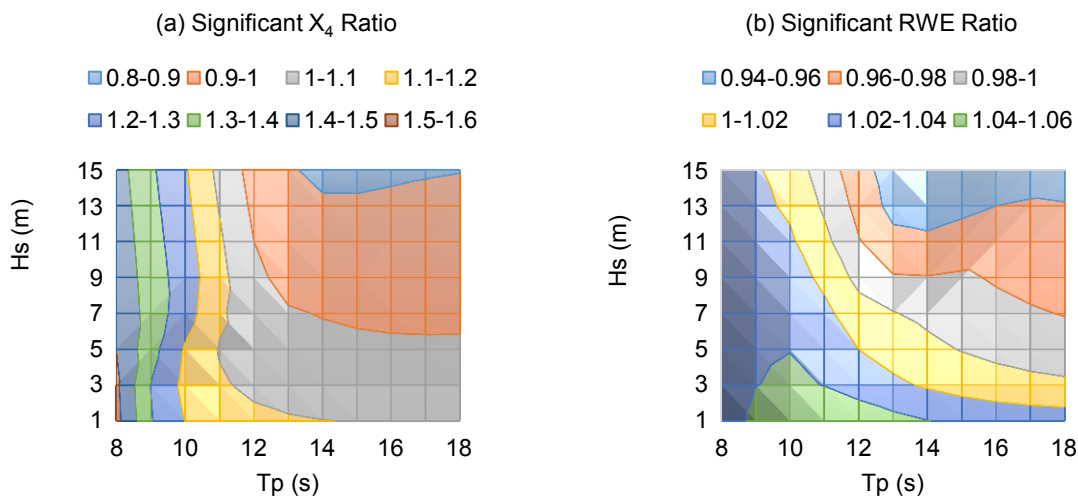 (a) Significant X₄ Ratio
0.8-0.9 0.9-1 1-1.1 1.1-1.2
1.2-1.3 1.3-1.4 1.4-1.5 1.5-1.6
15
13
11
9
7
5
3
1
Hs (m)
8 10 12 14 16 18
Tp (s)
(b) Significant RWE Ratio
0.94-0.96 0.96-0.98 0.98-1
1-1.02 1.02-1.04 1.04-1.06
15
13
11
9
7
5
3
1
Hs (m)
8 10 12 14 16 18
Tp (s)